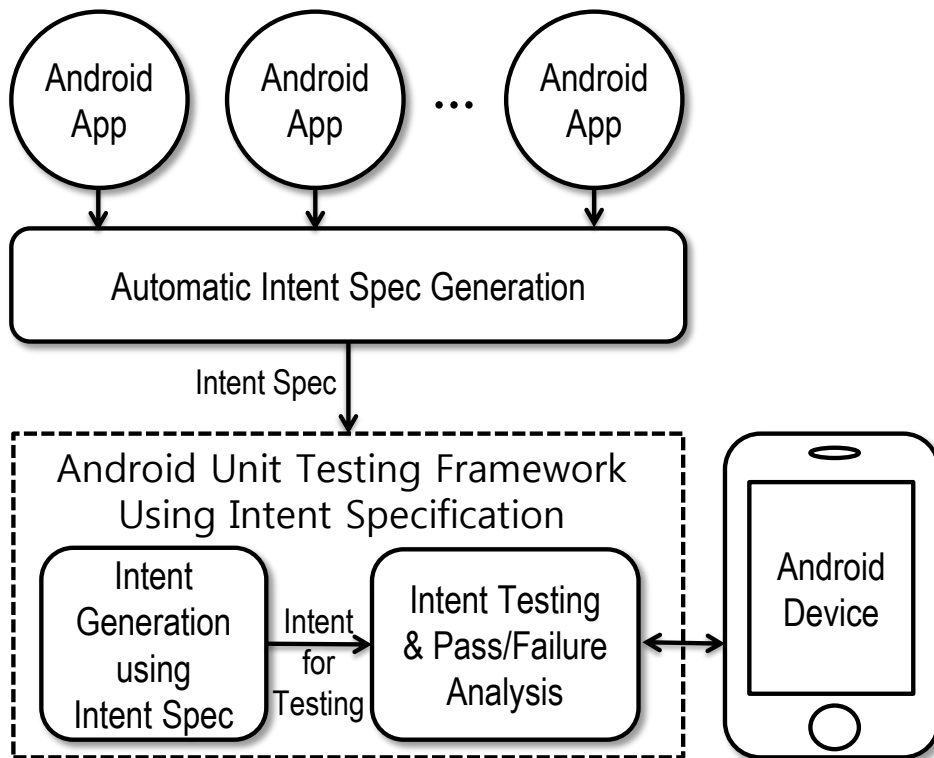 Android
App
Android
App
...
Android
App
Automatic Intent Spec Generation
Intent Spec
Android Unit Testing Framework
Using Intent Specification
Intent
Generation
using
Intent Spec
Intent
for
Testing
Intent Testing
& Pass/Failure
Analysis
Android
Device